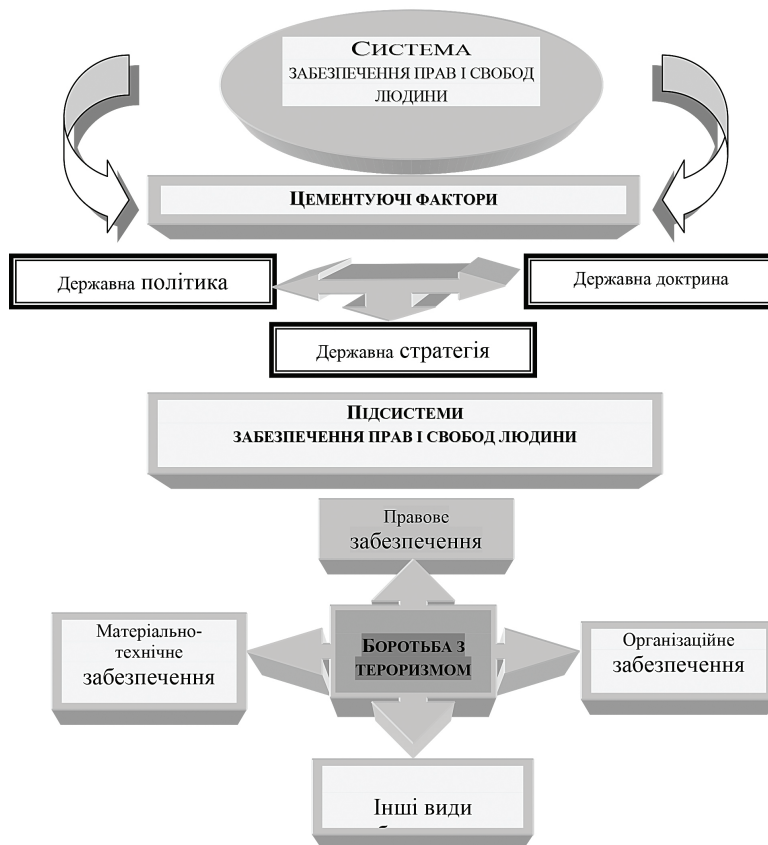 СИСТЕМА
ЗАБЕЗПЕЧЕННЯ ПРАВ І СВОБОД
ЛЮДИНИ
ЦЕМЕНТУЮЧІ ФАКТОРИ
Державна політика
Державна доктрина
Державна стратегія
ПІДСИСТЕМИ
ЗАБЕЗПЕЧЕННЯ ПРАВ І СВОБОД ЛЮДИНИ
Правове
забезпечення
Матеріально-
технічне
забезпечення
БОРОТЬБА З
ТЕРОРИЗМОМ
Організаційне
забезпечення
Інші види